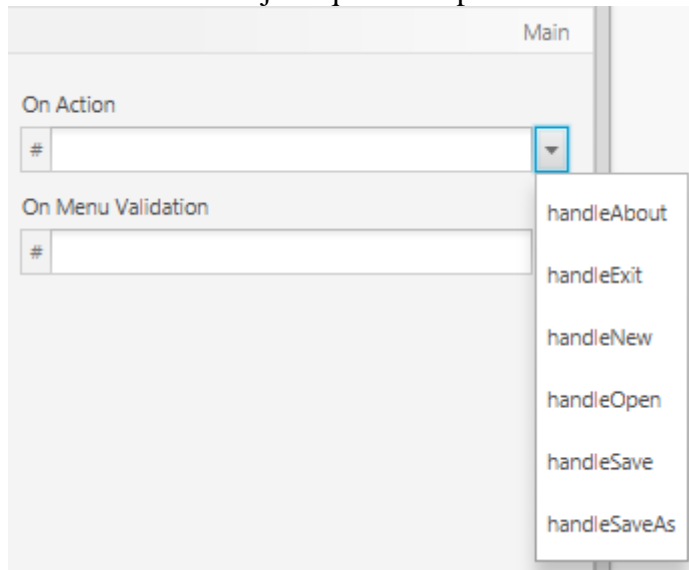 Main
On Action
#
On Menu Validation
#
handleAbout
handleExit
handleNew
handleOpen
handleSave
handleSaveAs